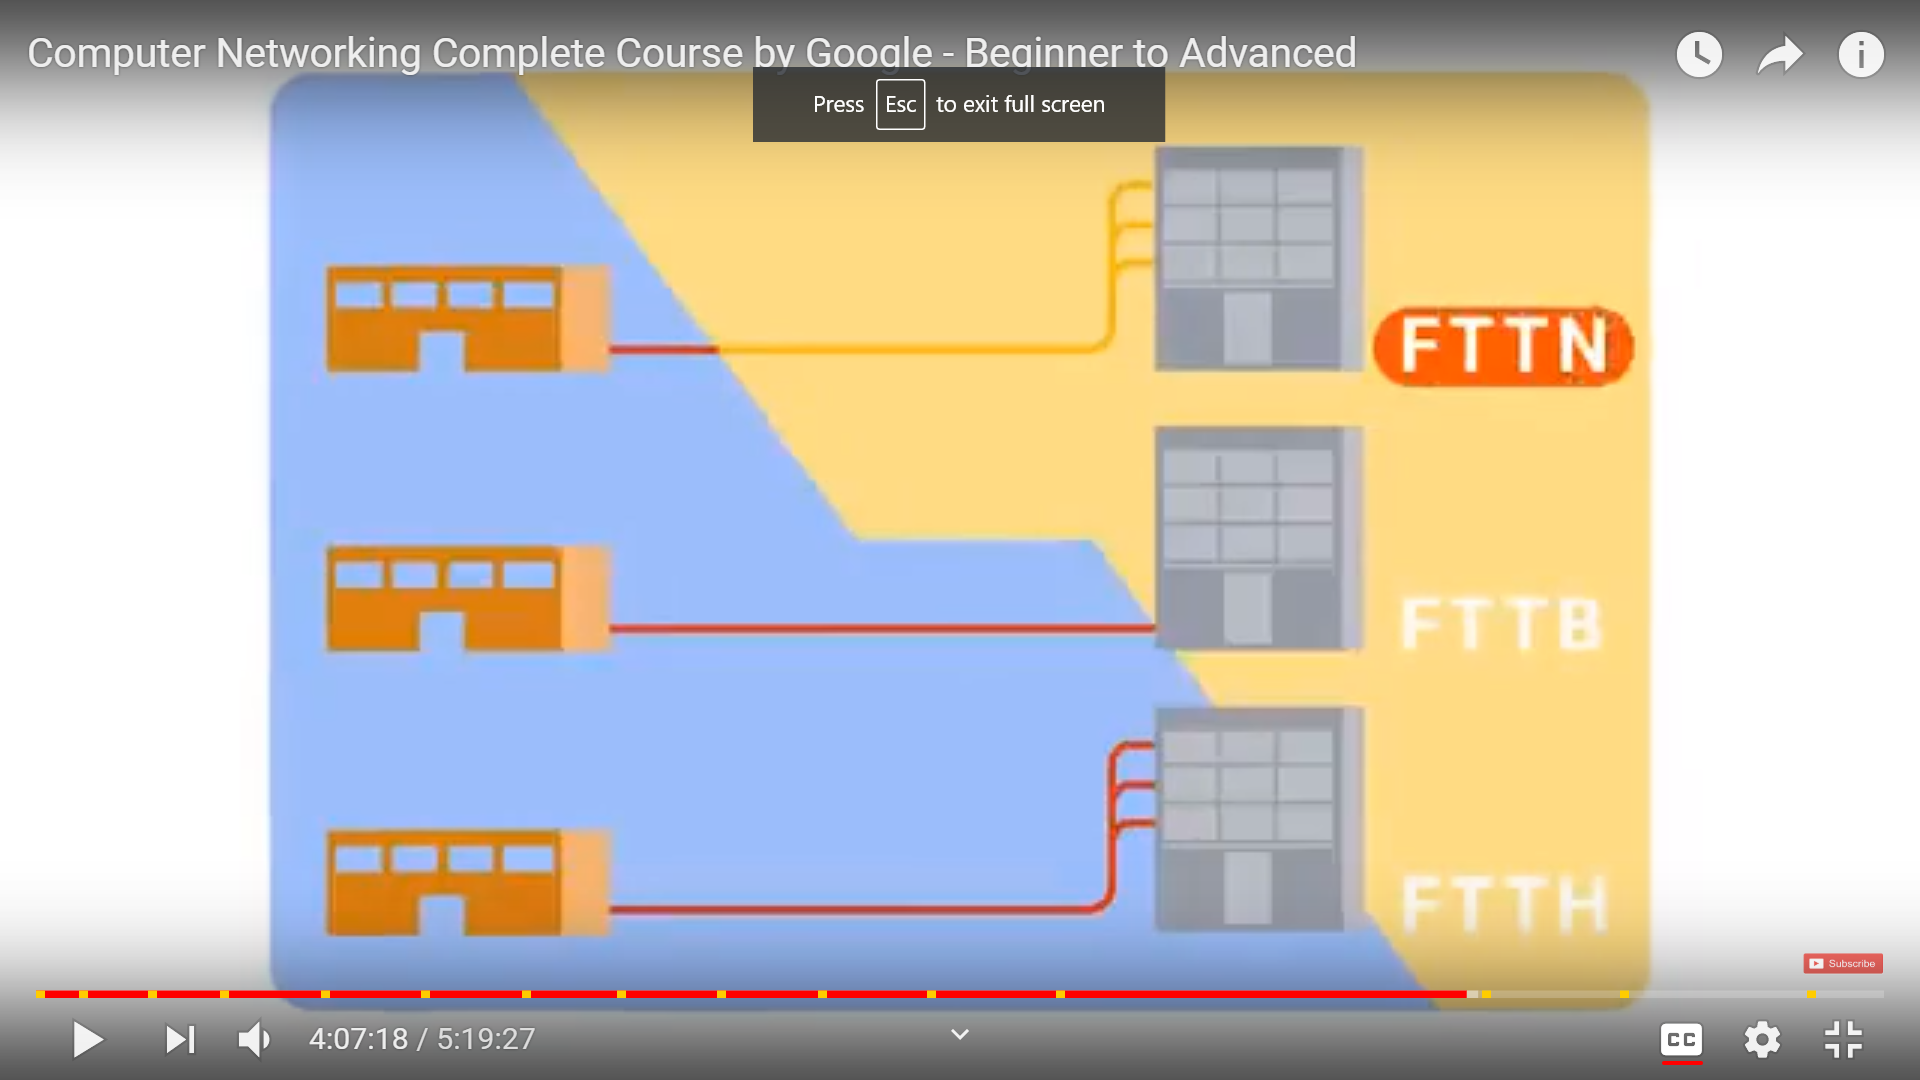 Computer Networking Complete Course by Google - Beginner to Advanced
Press Esc to exit full screen
FTTN
FTTB
FTTH
Subscribe
4:07:18 / 5:19:27
CC